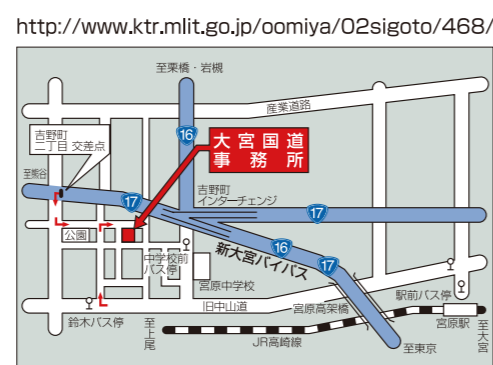 http://www.ktr.mlit.go.jp/oomiya/02sigoto/468/
至栗橋・岩槻
産業道路
吉野町
二丁目 交差点
16
大宮国道
事務所
至熊谷
17
吉野町
インターチェンジ
17
公園
中学校前
バス停
新大宮バイパス
16
17
宮原中学校
旧中山道
宮原高架橋
駅前バス停
鈴木バス停
至上尾
JR高崎線
宮原駅
至大宮
至東京